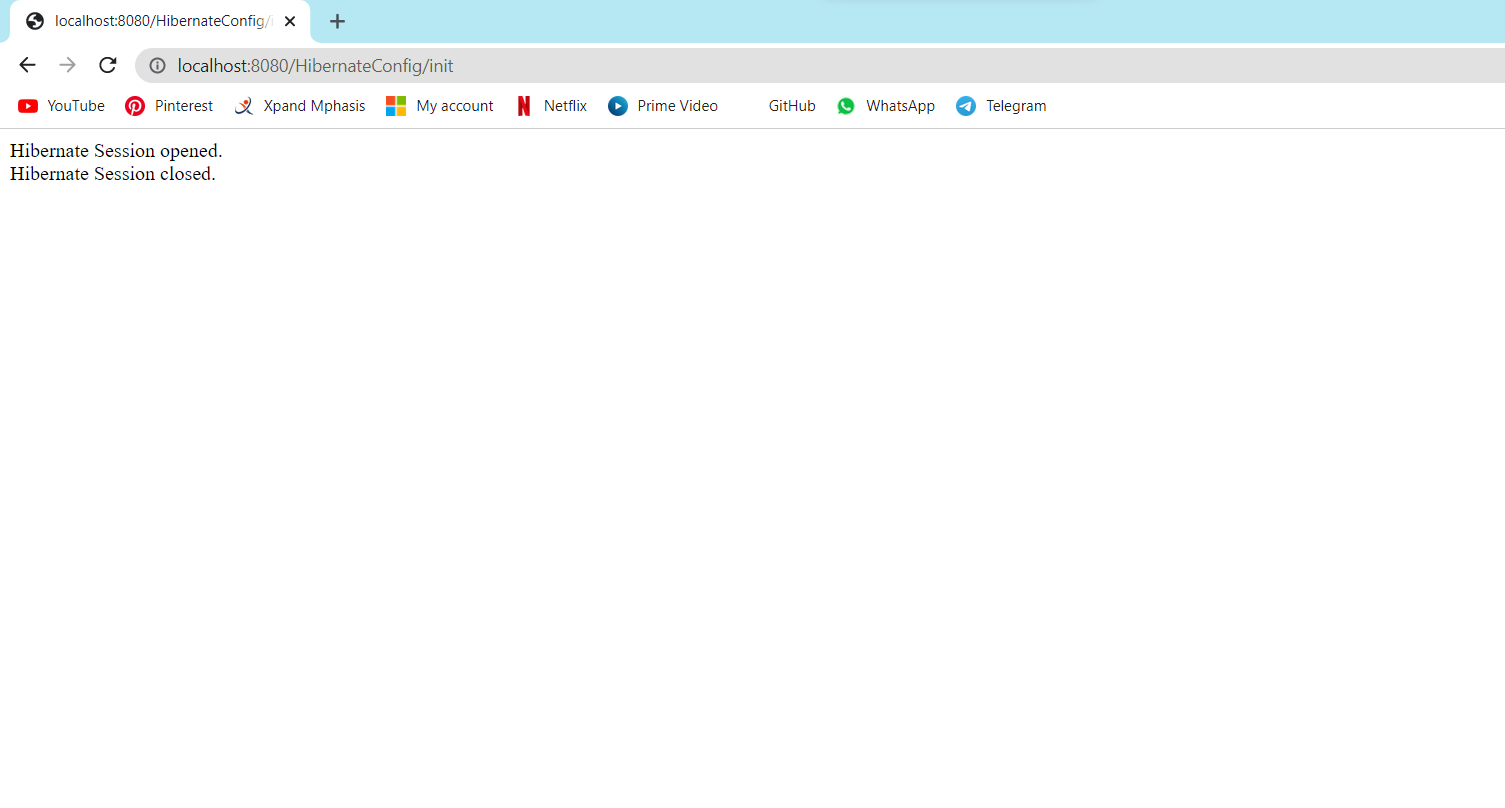 localhost:8080/HibernateConfig/i
localhost:8080/HibernateConfig/init
YouTube Pinterest Xpand Mphasis My account Netflix Prime Video GitHub WhatsApp Telegram
Hibernate Session opened.
Hibernate Session closed.